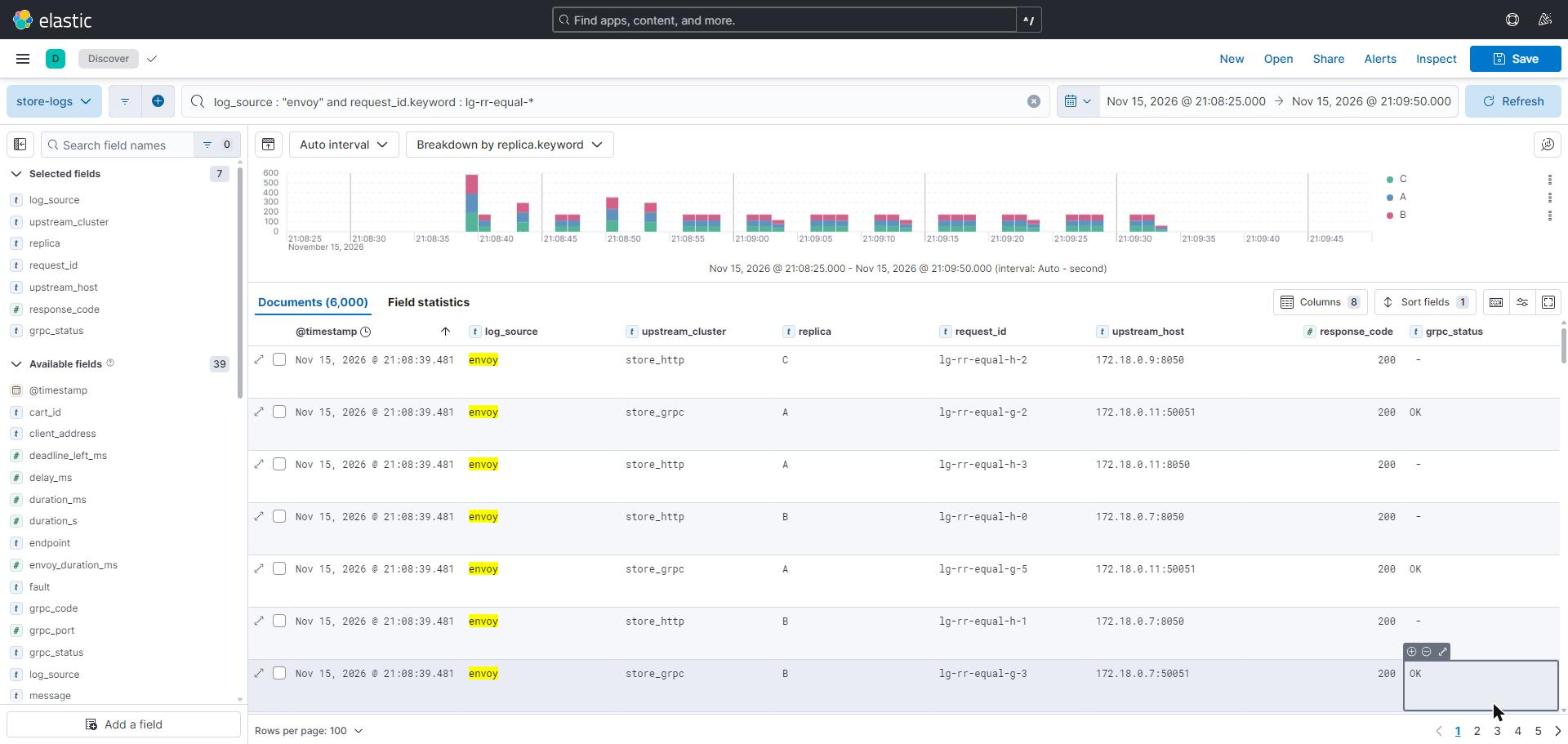 elastic
Find apps, content, and more.
^/
D
Discover
New
Open
Share
Alerts
Inspect
Save
store-logs
log_source : "envoy" and request_id.keyword : lg-rr-equal-*
Nov 15, 2026 @ 21:08:25.000 → Nov 15, 2026 @ 21:09:50.000
Refresh
Search field names
0
Auto interval
Breakdown by replica.keyword
Selected fields 7
t log_source
t upstream_cluster
t replica
t request_id
t upstream_host
# response_code
t grpc_status
Available fields 39
@timestamp
t cart_id
t client_address
# deadline_left_ms
# delay_ms
# duration_ms
t duration_s
t endpoint
# envoy_duration_ms
t fault
t grpc_code
# grpc_port
t grpc_status
t log_source
t message
Add a field
600
500
400
300
200
100
0
21:08:25 21:08:30 21:08:35 21:08:40 21:08:45 21:08:50 21:08:55 21:09:00 21:09:05 21:09:10 21:09:15 21:09:20 21:09:25 21:09:30 21:09:35 21:09:40 21:09:45
November 15, 2026
C
A
B
Nov 15, 2026 @ 21:08:25.000 - Nov 15, 2026 @ 21:09:50.000 (interval: Auto - second)
Documents (6,000) Field statistics
Columns 8
Sort fields 1
@timestamp t log_source t upstream_cluster t replica t request_id t upstream_host # response_code t grpc_status
Nov 15, 2026 @ 21:08:39.481 envoy store_http C lg-rr-equal-h-2 172.18.0.9:8050 200 -
Nov 15, 2026 @ 21:08:39.481 envoy store_grpc A lg-rr-equal-g-2 172.18.0.11:50051 200 OK
Nov 15, 2026 @ 21:08:39.481 envoy store_http A lg-rr-equal-h-3 172.18.0.11:8050 200 -
Nov 15, 2026 @ 21:08:39.481 envoy store_http B lg-rr-equal-h-0 172.18.0.7:8050 200 -
Nov 15, 2026 @ 21:08:39.481 envoy store_grpc A lg-rr-equal-g-5 172.18.0.11:50051 200 OK
Nov 15, 2026 @ 21:08:39.481 envoy store_http B lg-rr-equal-h-1 172.18.0.7:8050 200 -
Nov 15, 2026 @ 21:08:39.481 envoy store_grpc B lg-rr-equal-g-3 172.18.0.7:50051 200 OK
Rows per page: 100
1 2 3 4 5